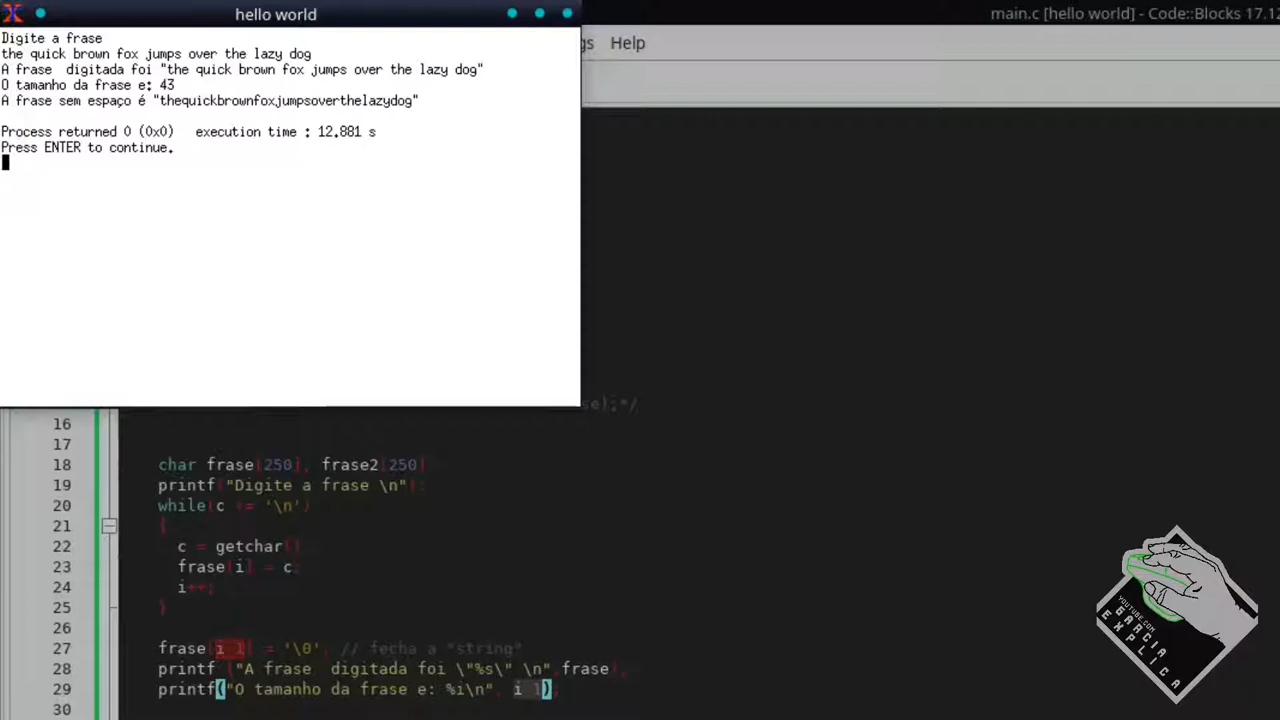 hello world
main.c [hello world] - Code::Blocks 17.12
Help
Digite a frase
the quick brown fox jumps over the lazy dog
A frase  digitada foi "the quick brown fox jumps over the lazy dog"
O tamanho da frase e: 43
A frase sem espaço é "thequickbrownfoxjumpsoverthelazydog"
Process returned 0 (0x0)   execution time : 12.881 s
Press ENTER to continue.
16
17
18 char frase[250], frase2[250]
19 printf("Digite a frase \n");
20 while(c != '\n')
21 {
22 c = getchar()
23 frase[i] = c;
24 i++;
25 }
26
27 frase[i-1] = '\0' // fecha a "string"
28 printf ("A frase  digitada foi \"%s\" \n",frase);
29 printf("O tamanho da frase e: %i\n", i-1);
30
YOUTUBE.COM
GARCIA
EXPLICA